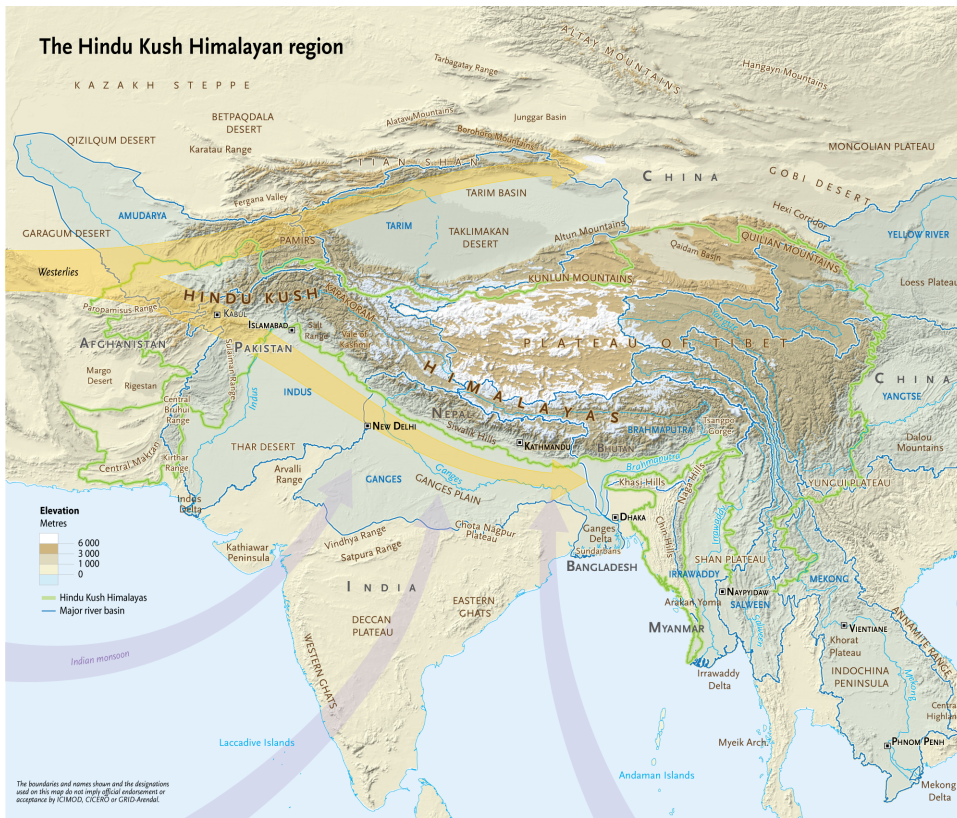 The Hindu Kush Himalayan region
ALTAY MOUNTAINS
Tarbagatay Range
Hangayn Mountains
KAZAKH STEPPE
BETPAQDALA
DESERT
Alataw Mountains
Junggar Basin
QIZILQUM DESERT
Karatau Range
Borohoro Mountains
MONGOLIAN PLATEAU
TIAN SHAN
CHINA
GOBI DESERT
Fergana Valley
TARIM BASIN
AMUDARYA
Hexi Corridor
GARAGUM DESERT
TARIM
TAKLIMAKAN
DESERT
Altun Mountains
YELLOW RIVER
PAMIRS
Qaidam Basin
QUILIAN MOUNTAINS
Westerlies
KUNLUN MOUNTAINS
Loess Plateau
HINDU KUSH
KARAKORAM
Paropamisus Range
KABUL
ISLAMABAD
Salt
Range
Vale of
Kashmir
PLATEAU OF TIBET
AFGHANISTAN
PAKISTAN
Sulaiman Range
Margo
Desert
Rigestan
HIMALAYAS
CHINA
INDUS
Indus
YANGTSE
Central
Bruhui
Range
NEPAL
Siwalik Hills
NEW DELHI
BRAHMAPUTRA
Tsangpo
Gorge
KATHMANDU
BHUTAN
Dalou
Mountains
THAR DESERT
Central Makran
Kirthar
Range
Arvalli
Range
GANGES
Ganges
GANGES PLAIN
Brahmaputra
Khasi Hills
Naga Hills
YUNGUI PLATEAU
Indus
Delta
Elevation
Metres
6 000
3 000
1 000
0
Hindu Kush Himalayas
Major river basin
Vindhya Range
Satpura Range
Chota Nagpur
Plateau
Kathiawar
Peninsula
DHAKA
Ganges
Delta
Sundarbans
BANGLADESH
Chin Hills
Irrawaddy
SHAN PLATEAU
IRRAWADDY
MEKONG
INDIA
NAYPYIDAW
SALWEEN
Salween
Arakan Yoma
MYANMAR
EASTERN
GHATS
DECCAN
PLATEAU
WESTERN GHATS
Indian monsoon
VIENTIANE
Khorat
Plateau
ANNAMITE RANGE
INDOCHINA
PENINSULA
Mekong
Irrawaddy
Delta
Central
Highlan
Laccadive Islands
Myeik Arch.
PHNOM PENH
Andaman Islands
Mekong
Delta
The boundaries and names shown and the designations
used on this map do not imply official endorsement or
acceptance by ICIMOD, CICERO or GRID-Arendal.